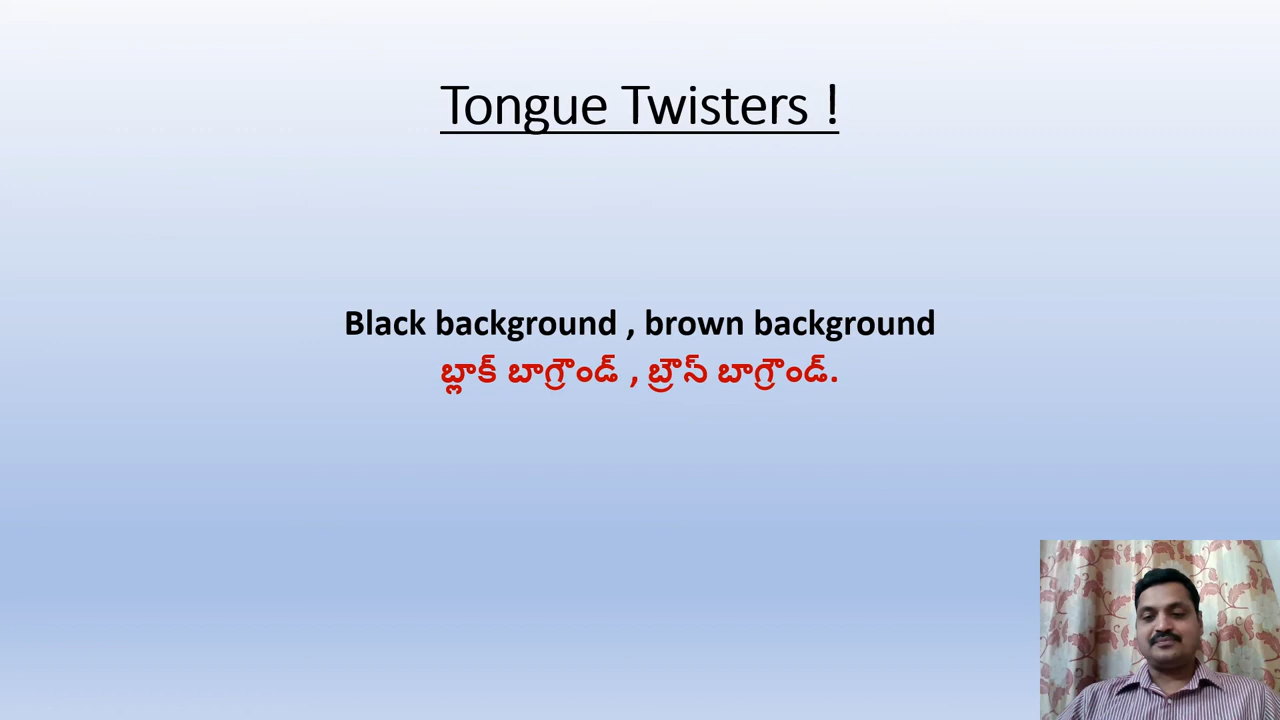 Tongue Twisters !
Black background , brown background
బ్లాక్ బాగ్రౌండ్ , బ్రౌన్ బాగ్రౌండ్.